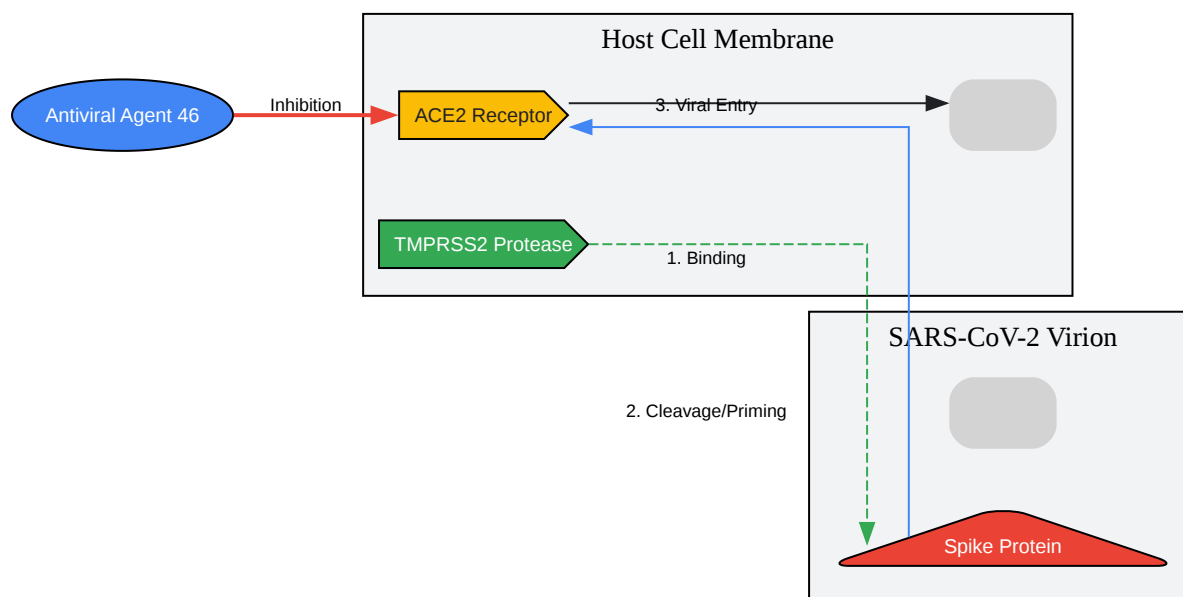 Host Cell Membrane
Antiviral Agent 46
Inhibition
ACE2 Receptor
3. Viral Entry
TMPRSS2 Protease
1. Binding
SARS-CoV-2 Virion
2. Cleavage/Priming
Spike Protein